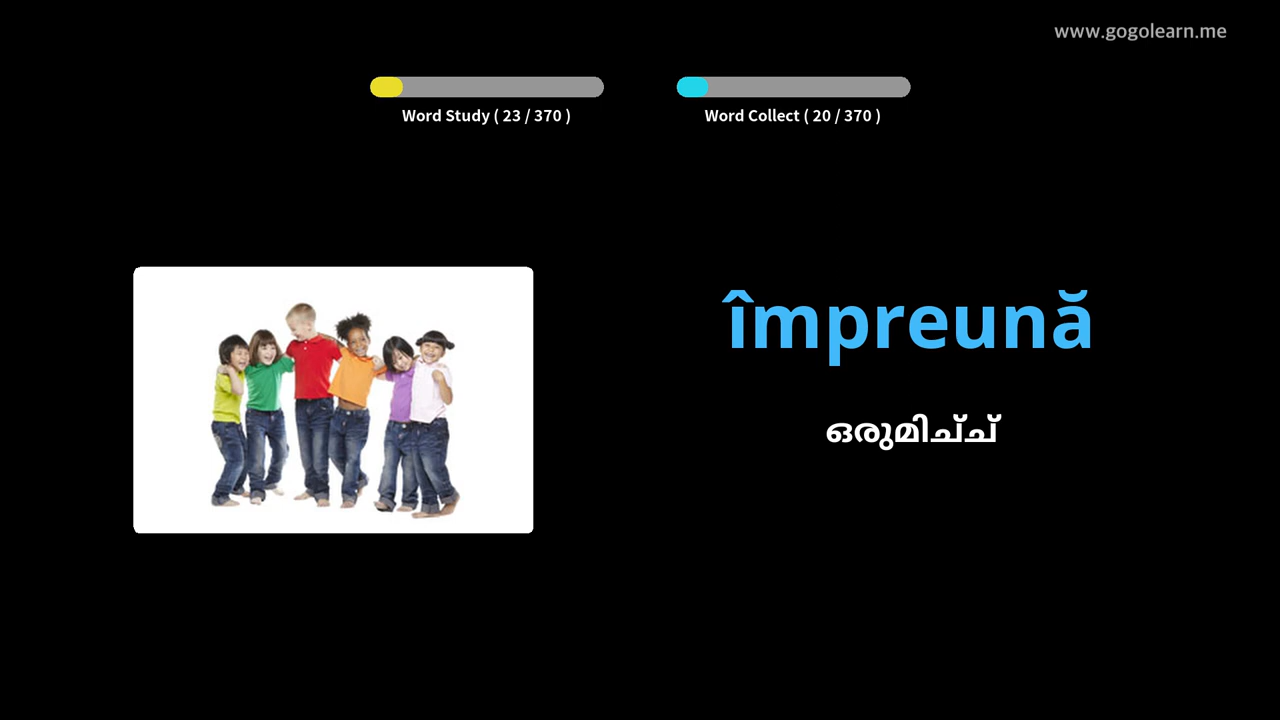 www.gogolearn.me
Word Study ( 23 / 370 )
Word Collect ( 20 / 370 )
împreună
ഒരുമിച്ച്